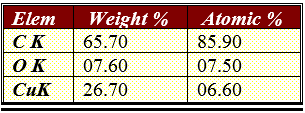 Elem Weight % Atomic %
C K 65.70 85.90
O K 07.60 07.50
CuK 26.70 06.60